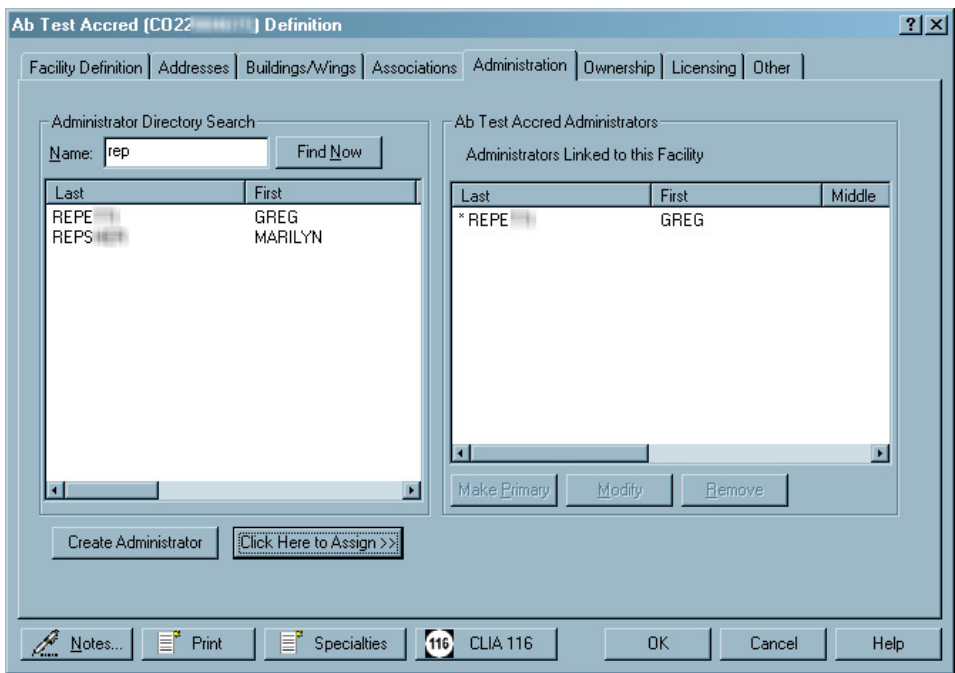 Ab Test Accred (CO22 ) Definition
Facility Definition Addresses Buildings/Wings Associations Administration Ownership Licensing Other
Administrator Directory Search
Name: rep Find Now
Last First
REPE GREG
REPS MARILYN
Create Administrator Click Here to Assign >>
Ab Test Accred Administrators
Administrators Linked to this Facility
Last First Middle
* REPE GREG
Make Primary Modify Remove
Notes... Print Specialties 116 CLIA 116 OK Cancel Help